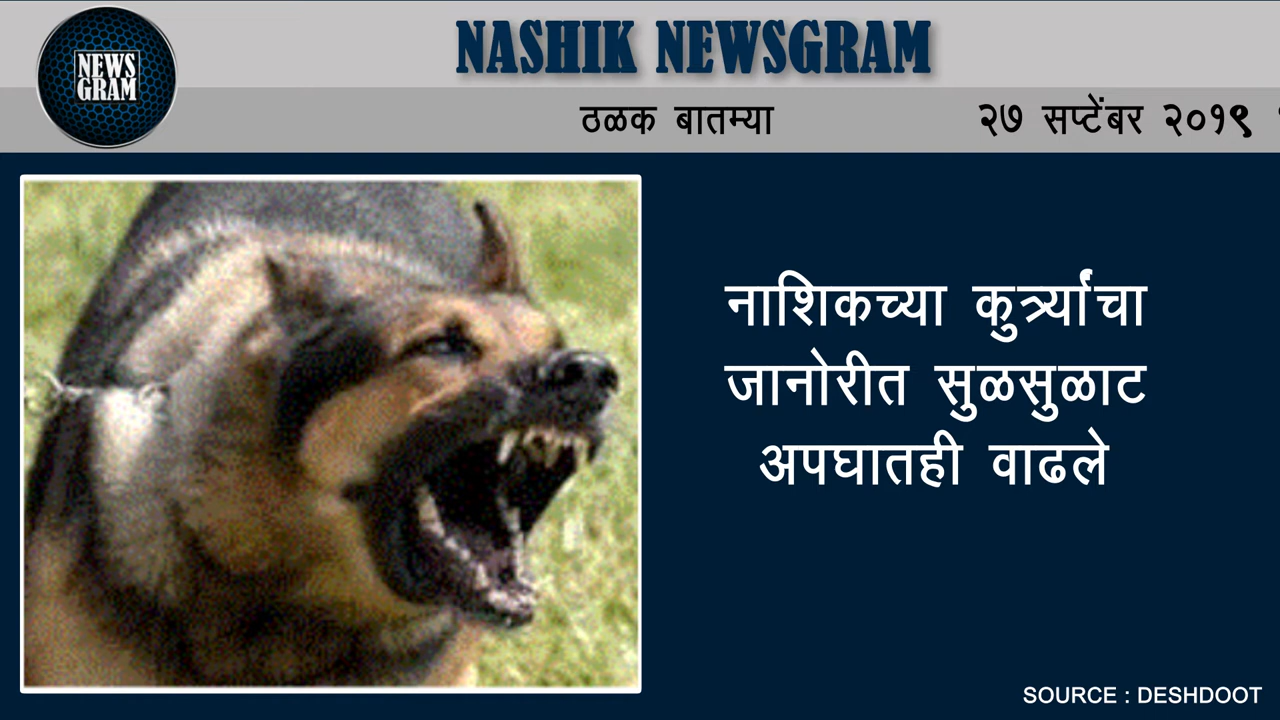 NEWS
GRAM
NASHIK NEWSGRAM
ठळक बातम्या
२७ सप्टेंबर २०१९
नाशिकच्या कुत्र्यांचा
जानोरीत सुळसुळाट
अपघातही वाढले
SOURCE : DESHDOOT